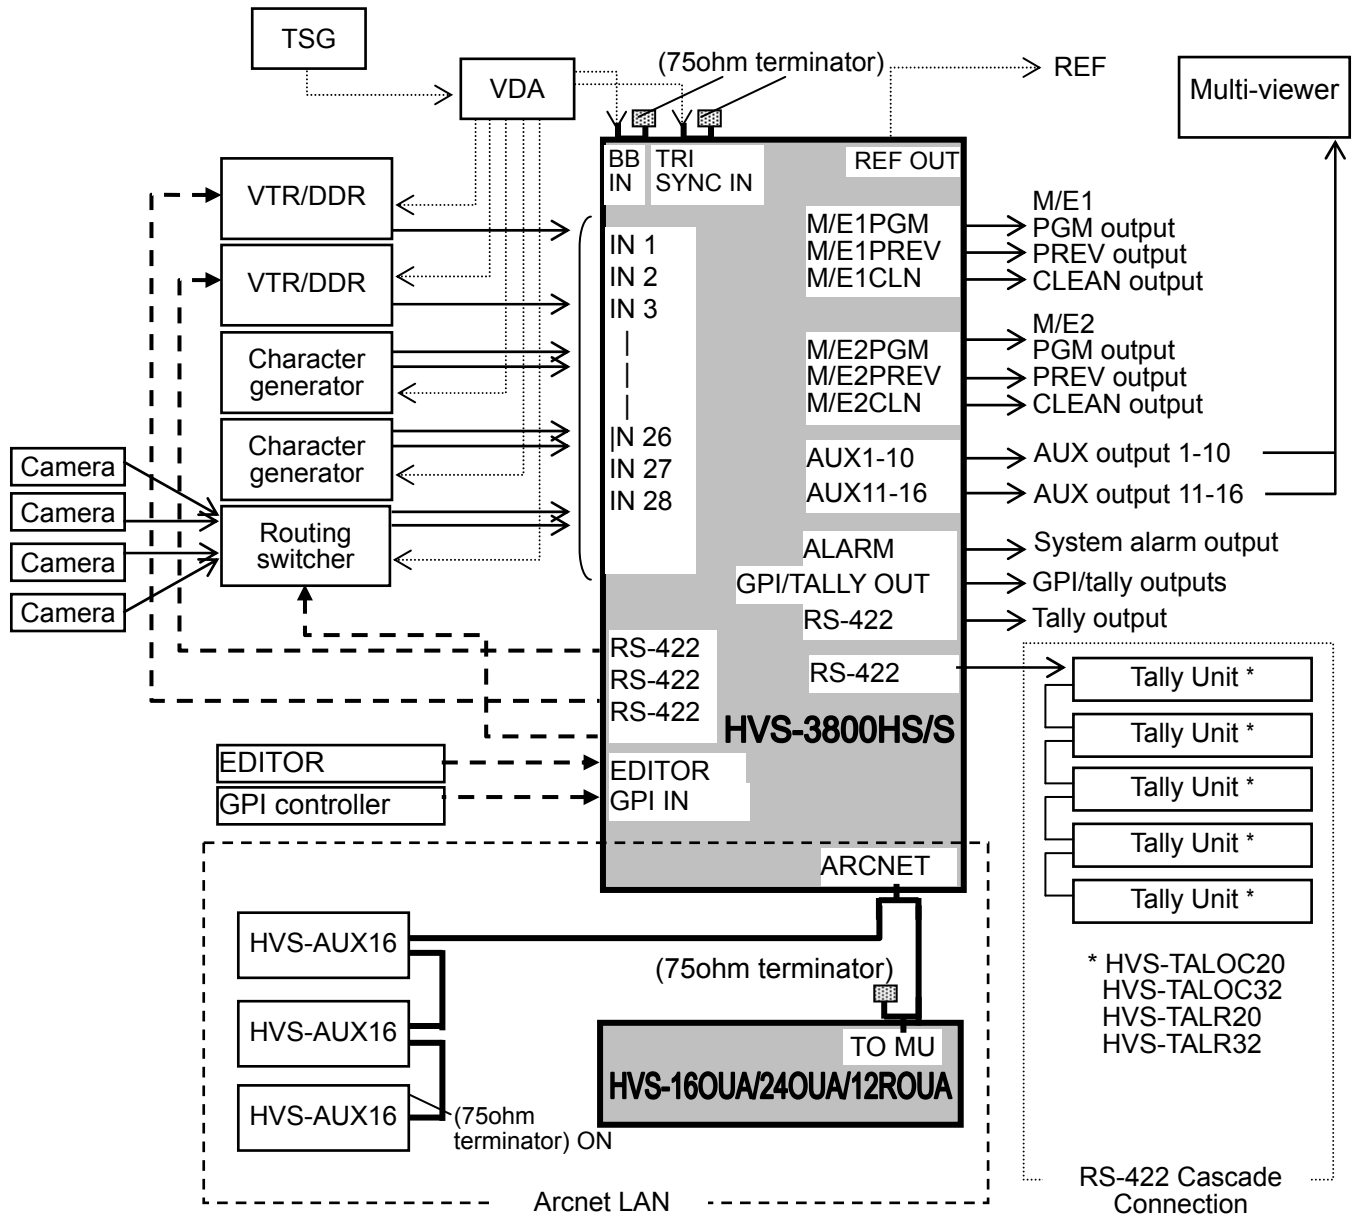 TSG
VDA
(75ohm terminator)
REF
Multi-viewer
BB
IN
TRI
SYNC IN
REF OUT
VTR/DDR
VTR/DDR
Character
generator
Character
generator
Routing
switcher
Camera
Camera
Camera
Camera
IN 1
IN 2
IN 3
|
|
|
IN 26
IN 27
IN 28
M/E1PGM
M/E1PREV
M/E1CLN
M/E1
PGM output
PREV output
CLEAN output
M/E2PGM
M/E2PREV
M/E2CLN
M/E2
PGM output
PREV output
CLEAN output
AUX1-10
AUX11-16
AUX output 1-10
AUX output 11-16
ALARM
GPI/TALLY OUT
RS-422
System alarm output
GPI/tally outputs
Tally output
RS-422
RS-422
RS-422
RS-422
HVS-3800HS/S
EDITOR
GPI controller
EDITOR
GPI IN
ARCNET
Tally Unit *
Tally Unit *
Tally Unit *
Tally Unit *
Tally Unit *
* HVS-TALOC20
HVS-TALOC32
HVS-TALR20
HVS-TALR32
RS-422 Cascade
Connection
HVS-AUX16
HVS-AUX16
HVS-AUX16
(75ohm
terminator) ON
(75ohm terminator)
TO MU
HVS-16OUA/24OUA/12ROUA
Arcnet LAN